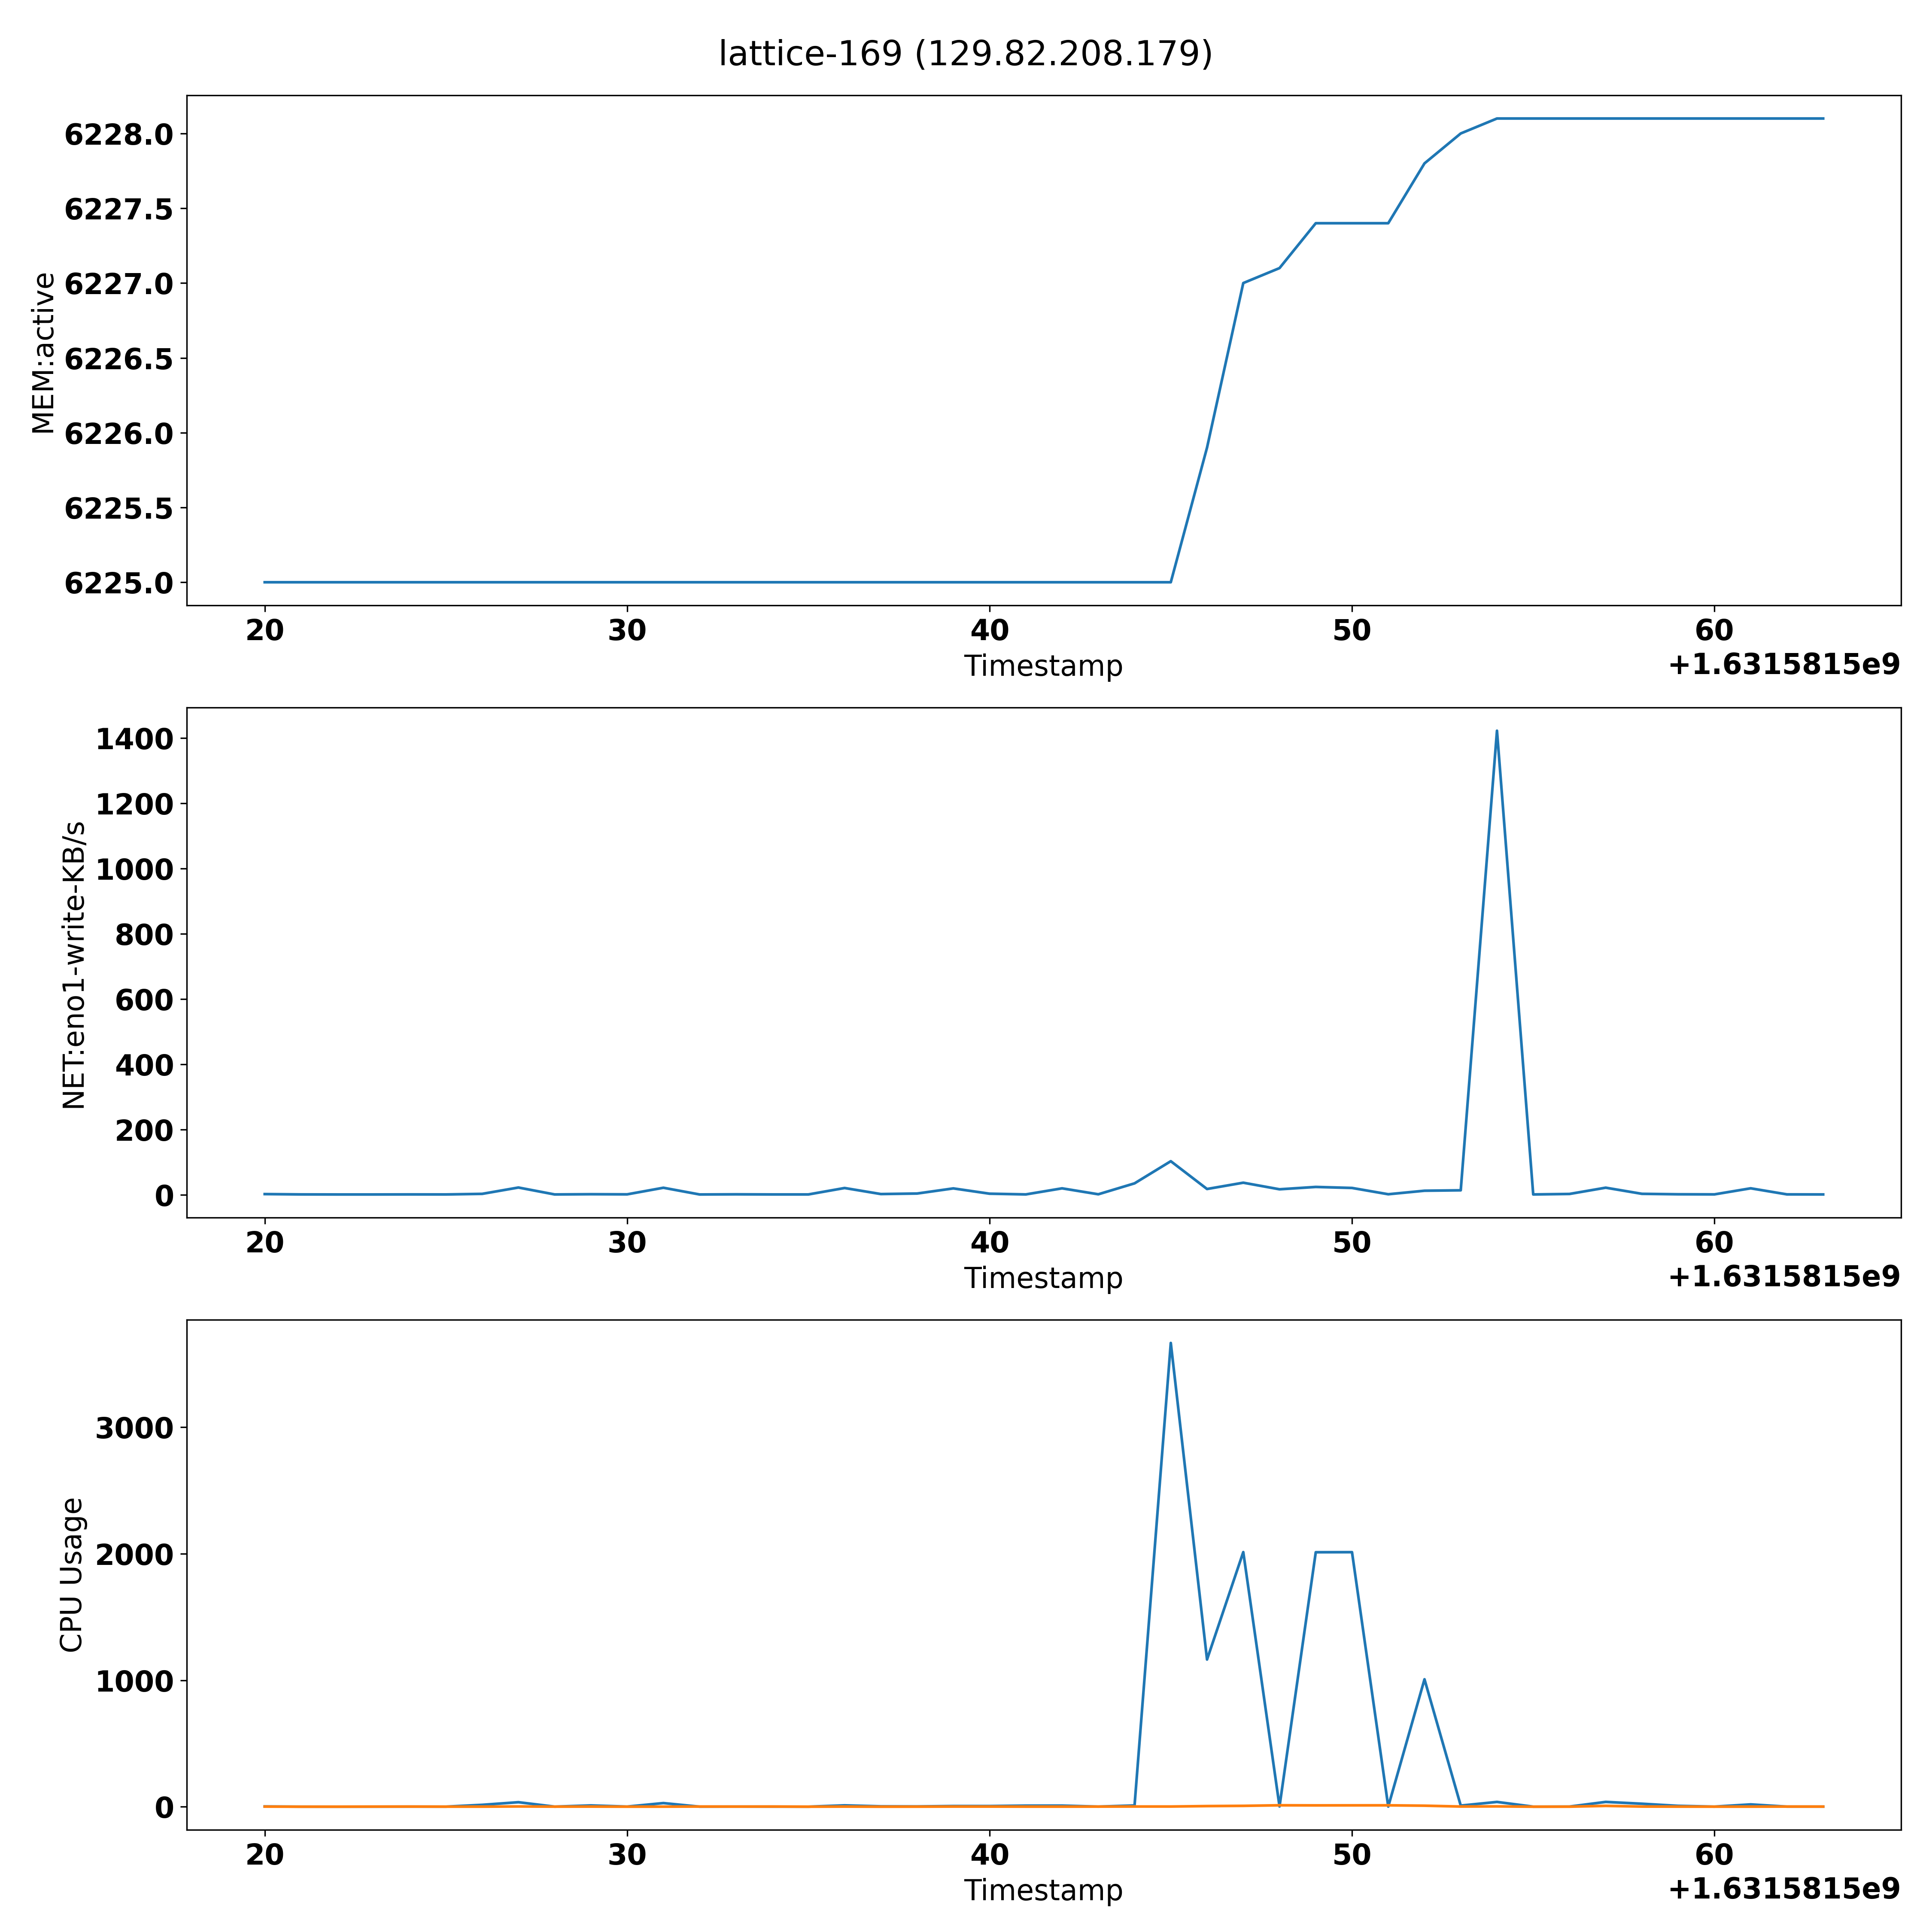 lattice-169 (129.82.208.179)
6228.0
6227.5
6227.0
6226.5
6226.0
6225.5
6225.0
MEM:active
20 30 40 50 60
Timestamp
+1.6315815e9
1400
1200
1000
800
600
400
200
0
NET:eno1-write-KB/s
20 30 40 50 60
Timestamp
+1.6315815e9
3000
2000
1000
0
CPU Usage
20 30 40 50 60
Timestamp
+1.6315815e9